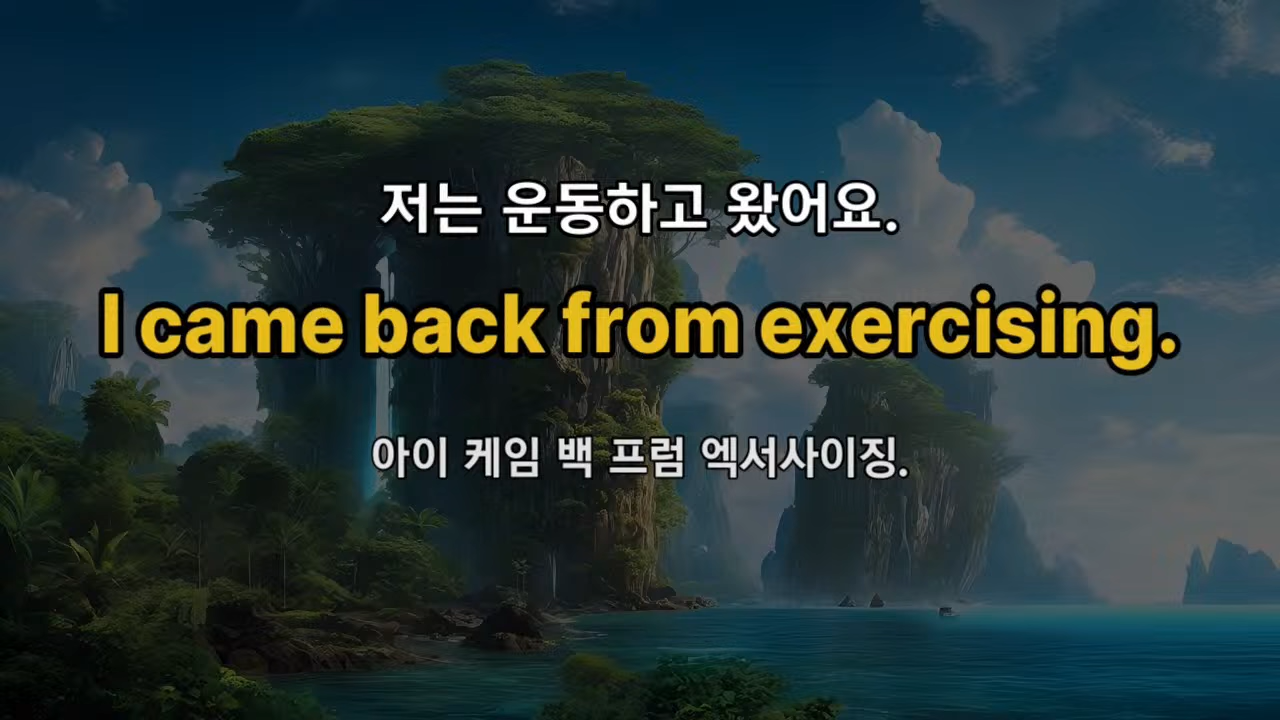 저는 운동하고 왔어요.
I came back from exercising.
아이 케임 백 프럼 엑서사이징.